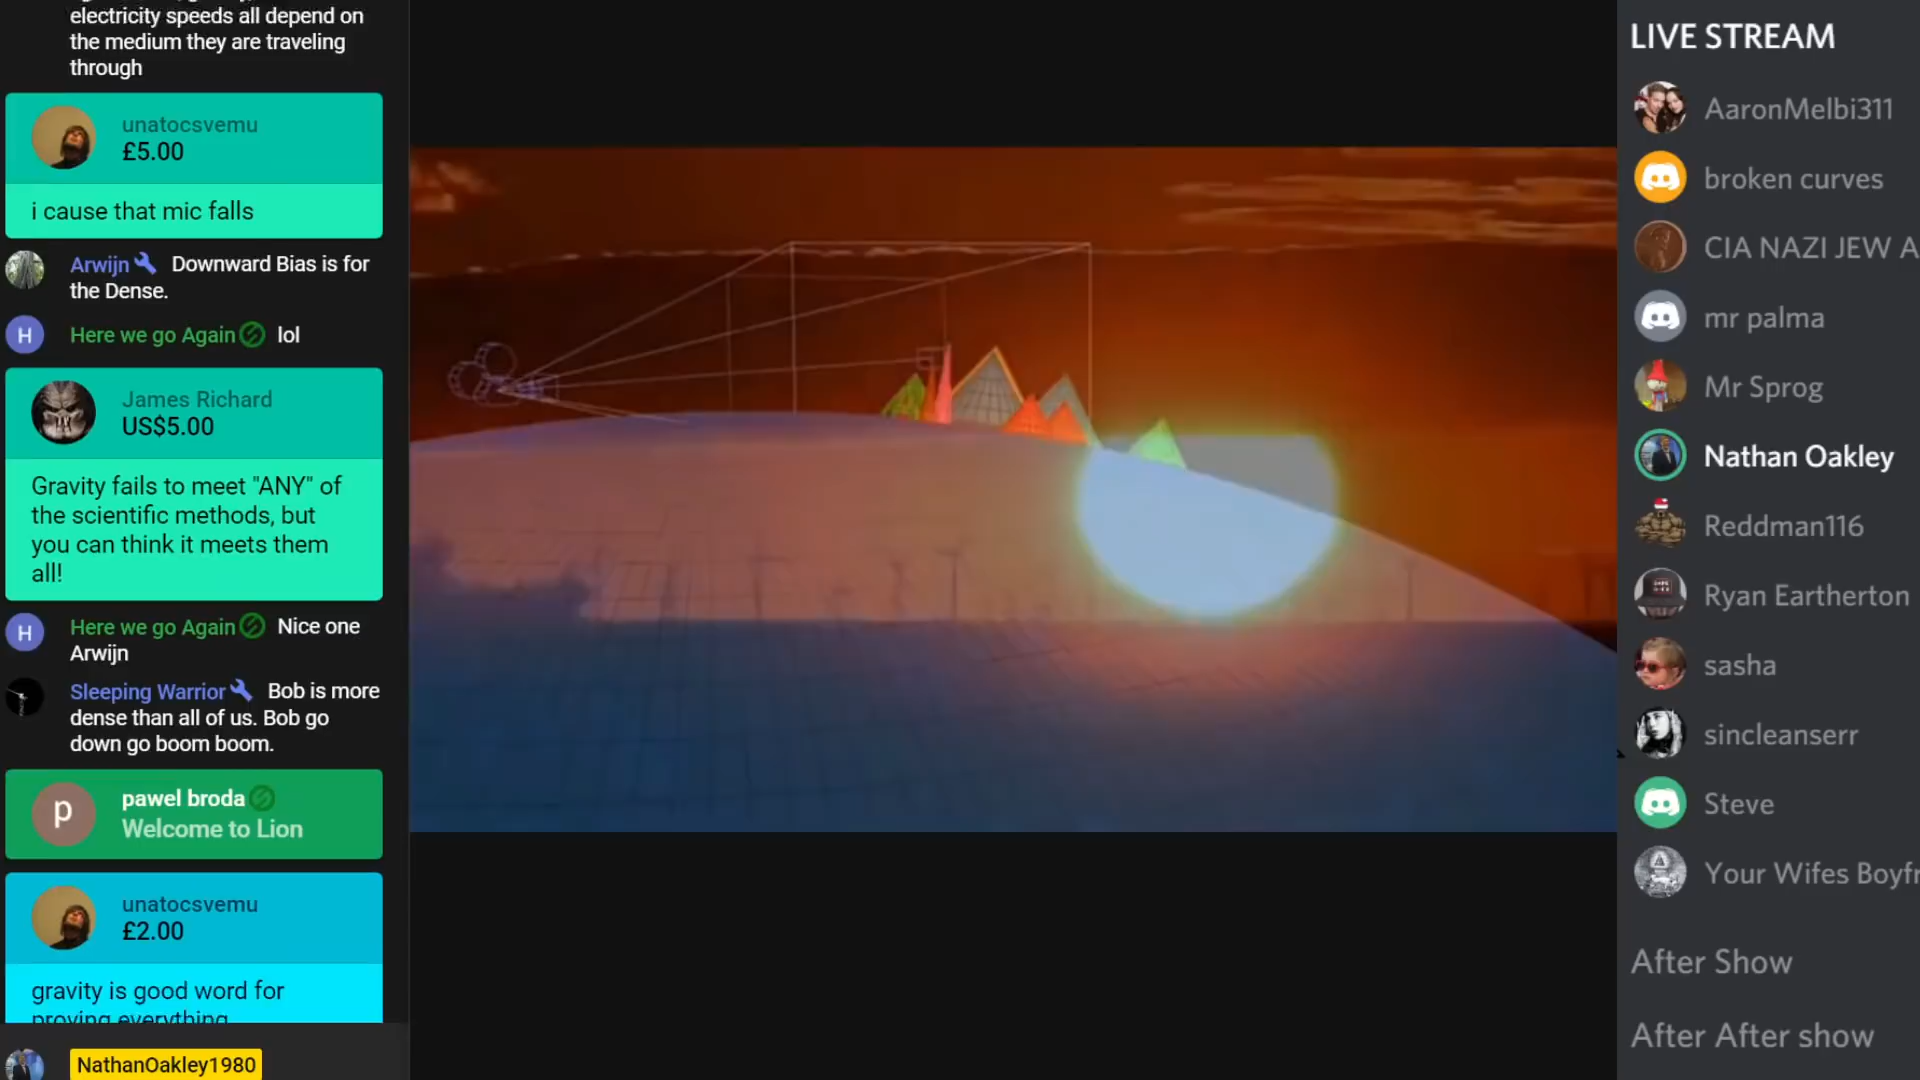 electricity speeds all depend on
the medium they are traveling
through
unatocsvemu
£5.00
i cause that mic falls
Arwijn Downward Bias is for
the Dense.
H Here we go Again lol
James Richard
US$5.00
Gravity fails to meet "ANY" of
the scientific methods, but
you can think it meets them
all!
H Here we go Again Nice one
Arwijn
Sleeping Warrior Bob is more
dense than all of us. Bob go
down go boom boom.
p pawel broda
Welcome to Lion
unatocsvemu
£2.00
gravity is good word for
proving everything
NathanOakley1980
LIVE STREAM
AaronMelbi311
broken curves
CIA NAZI JEW A
mr palma
Mr Sprog
Nathan Oakley
Reddman116
Ryan Eartherton
sasha
sincleanserr
Steve
Your Wifes Boyfr
After Show
After After show